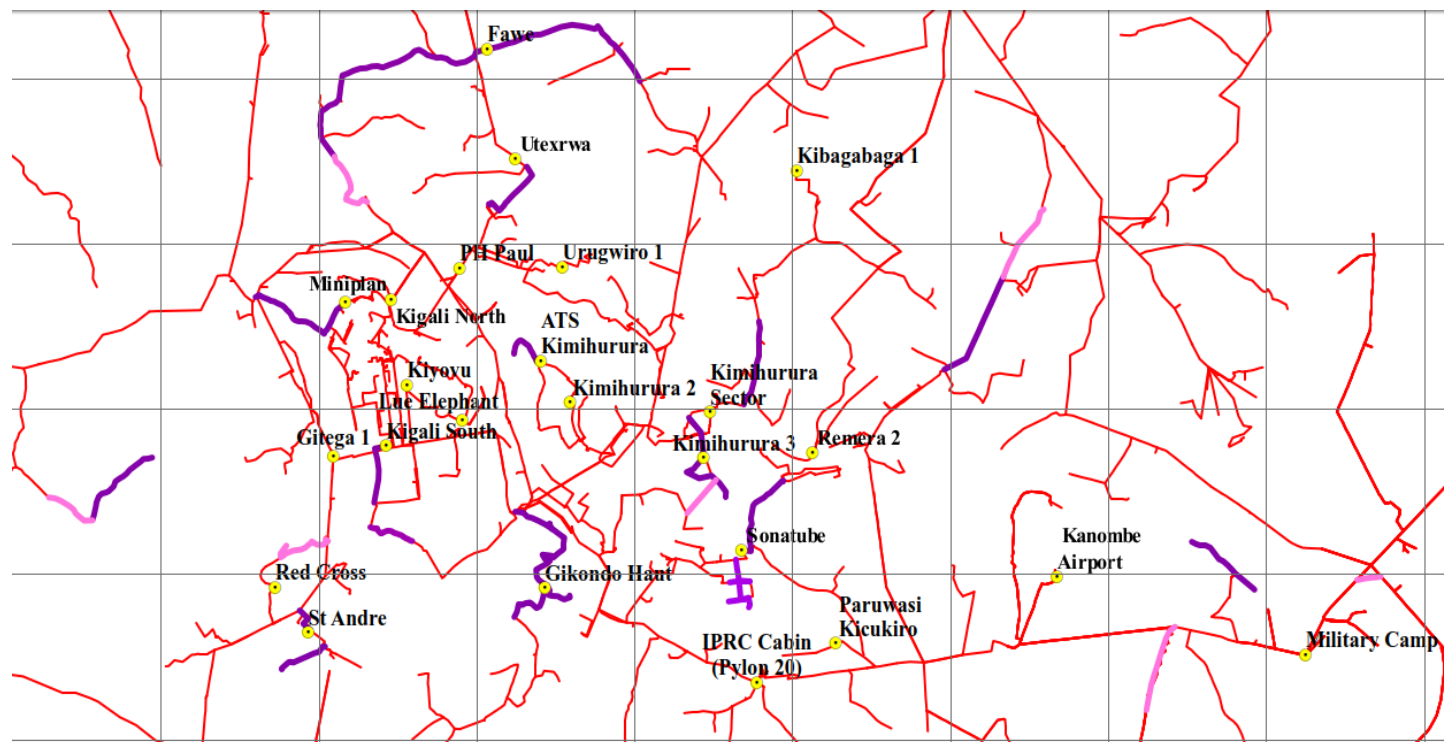 Fawe
Utexrwa
Kibagabaga 1
PH Paul
Urugwiro 1
Miniplan
Kigali North
ATS
Kimihurura
Kiyovu
Kimihurura 2
Kimihurura
Sector
Lue Elephant
Gitega 1
Kigali South
Kimihurura 3
Remera 2
Sonatube
Kanombe
Airport
Red Cross
Gikondo Haut
St Andre
Paruwasi
Kicukiro
IPRC Cabin
(Pylon 20)
Military Camp